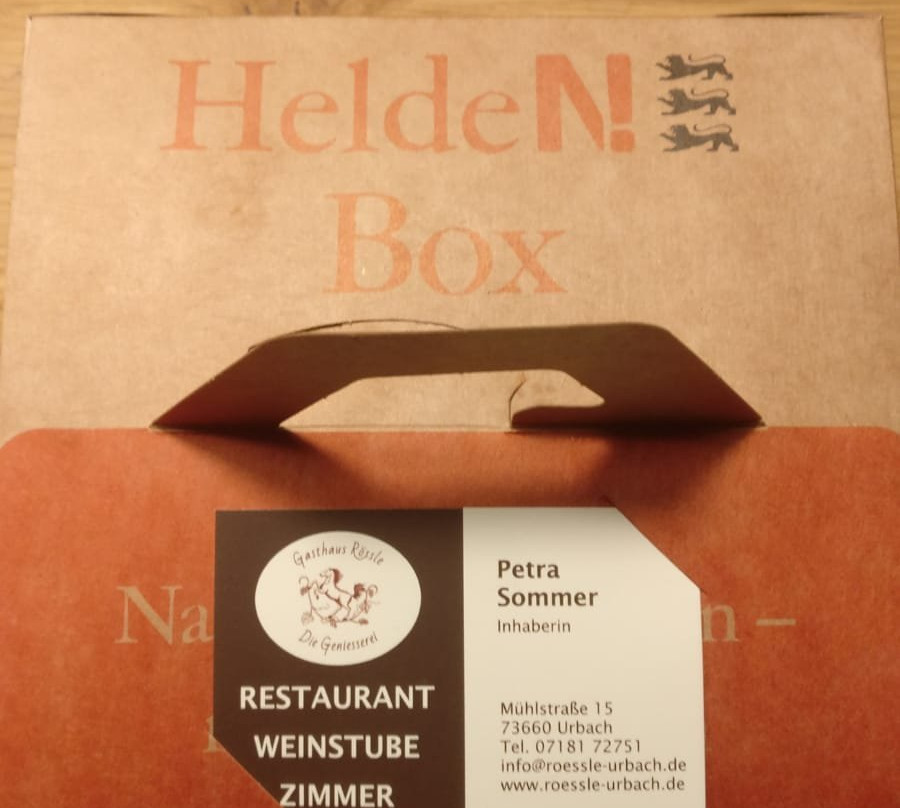 HeldeN!
Box
Gasthaus Rössle
Die Geniesserei
RESTAURANT
WEINSTUBE
ZIMMER
Petra
Sommer
Inhaberin
Mühlstraße 15
73660 Urbach
Tel. 07181 72751
info@roessle-urbach.de
www.roessle-urbach.de